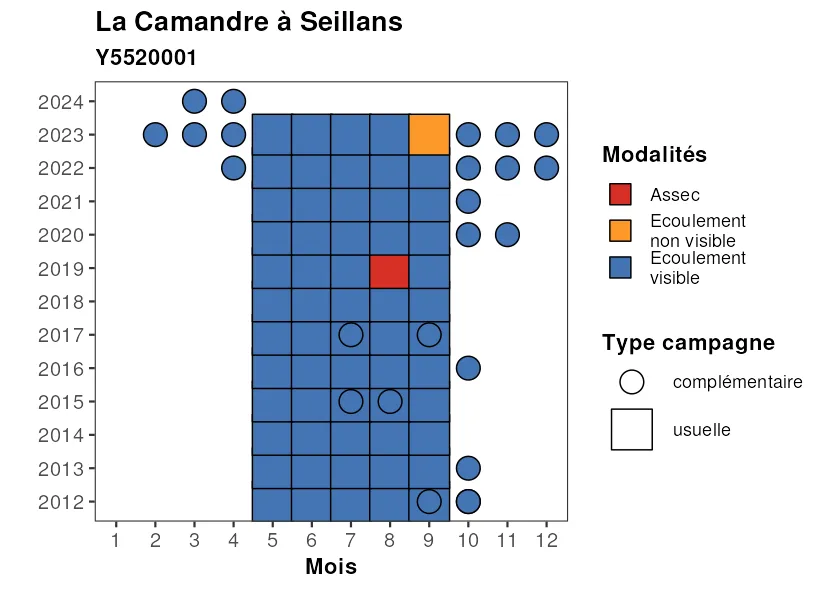 La Camandre à Seillans
Y5520001
2024
2023
2022
2021
2020
2019
2018
2017
2016
2015
2014
2013
2012
1 2 3 4 5 6 7 8 9 10 11 12
Mois
Modalités
Assec
Ecoulement
non visible
Ecoulement
visible
Type campagne
complémentaire
usuelle